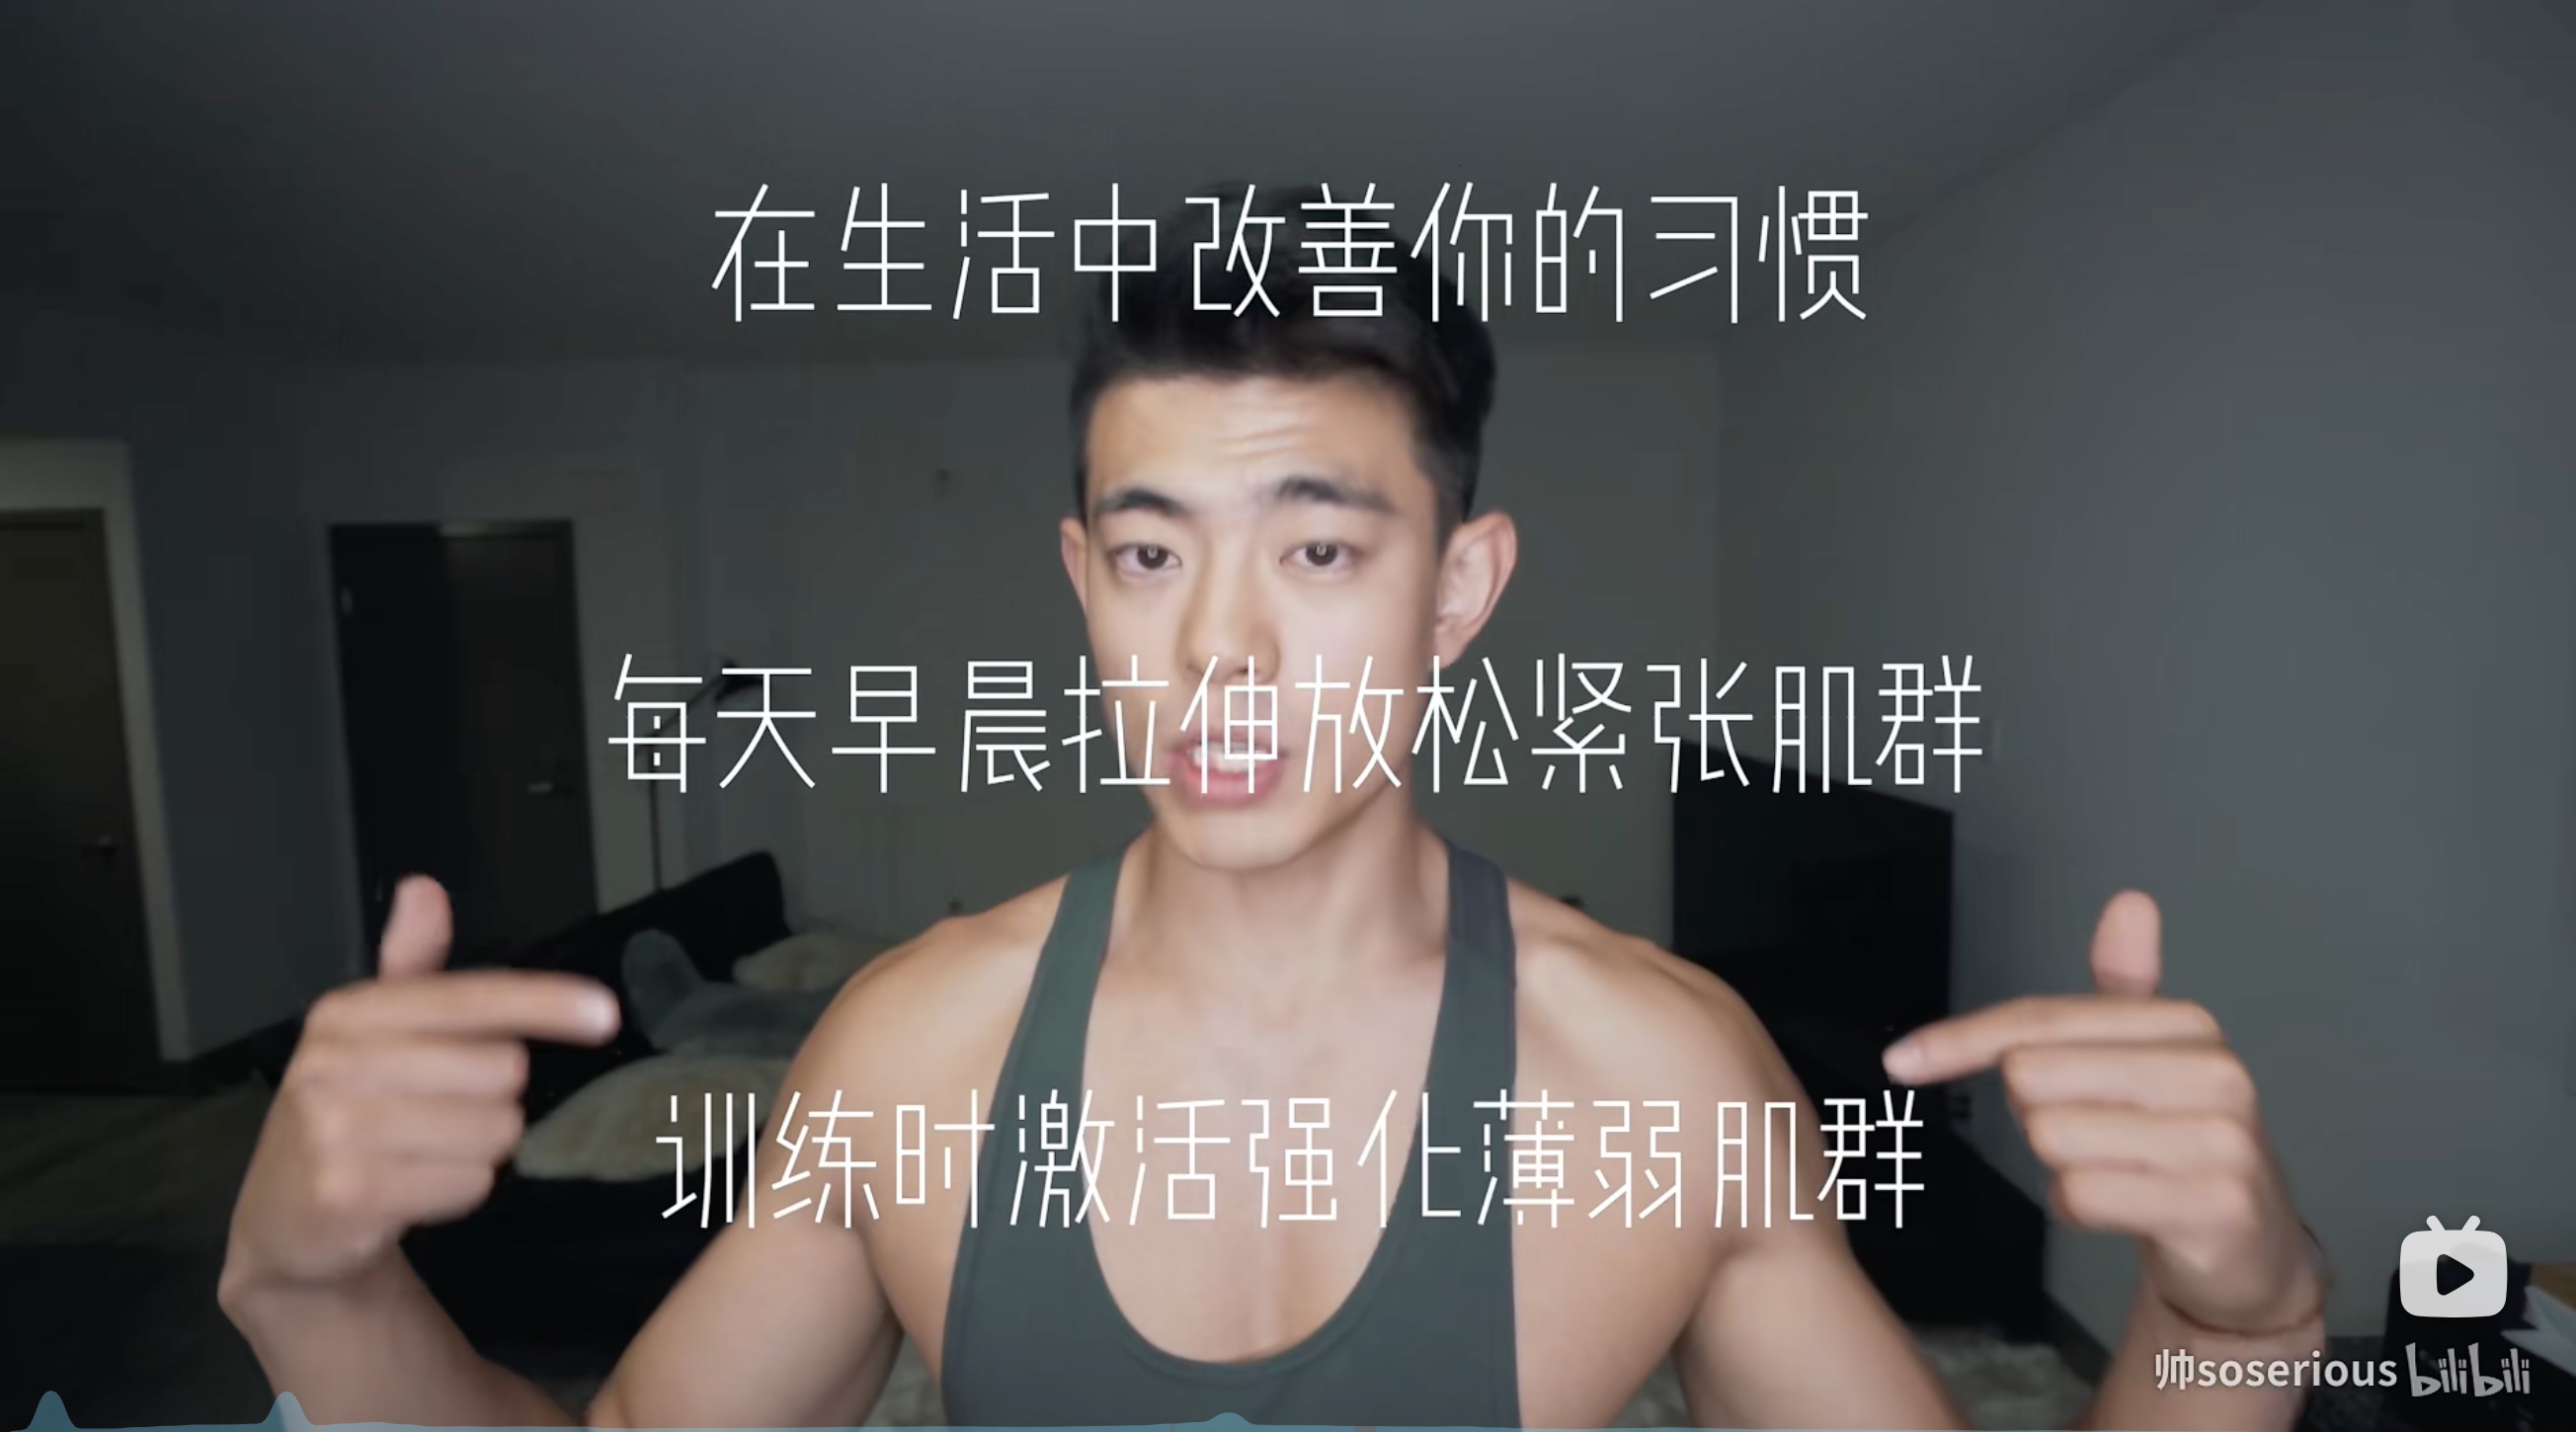 在生活中改善你的习惯
每天早晨拉伸放松紧张肌群
训练时激活强化薄弱肌群
帅soserious bilibili